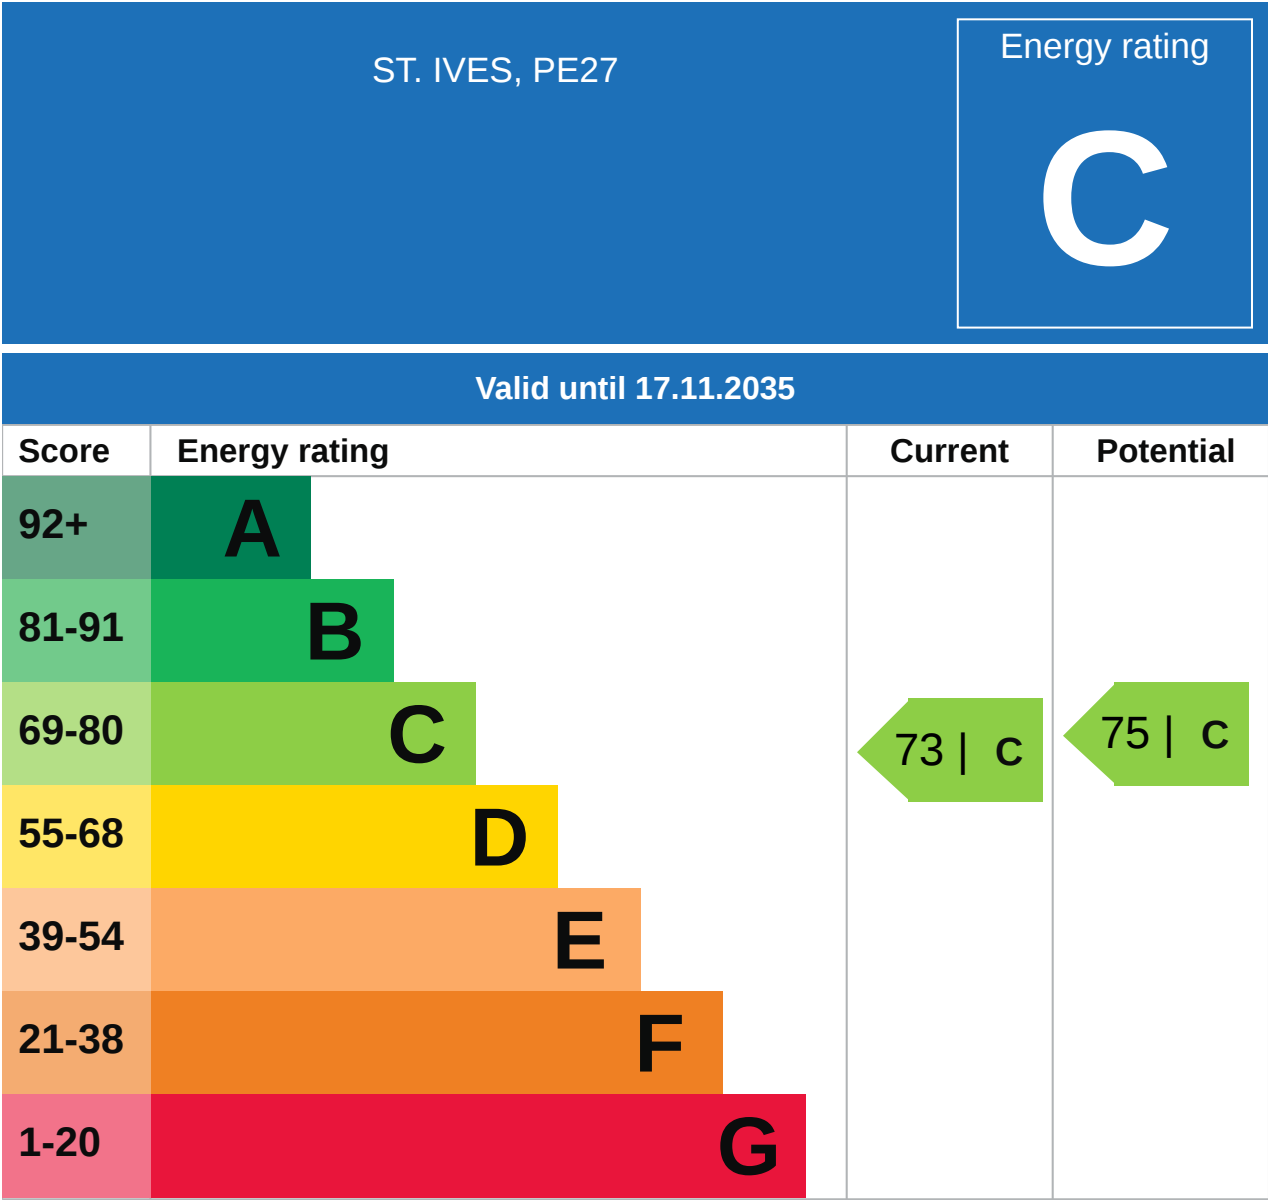 ST. IVES, PE27
Energy rating
C
Valid until 17.11.2035
Score Energy rating Current Potential
92+ A
81-91 B
69-80 C 73 | C 75 | C
55-68 D
39-54 E
21-38 F
1-20 G